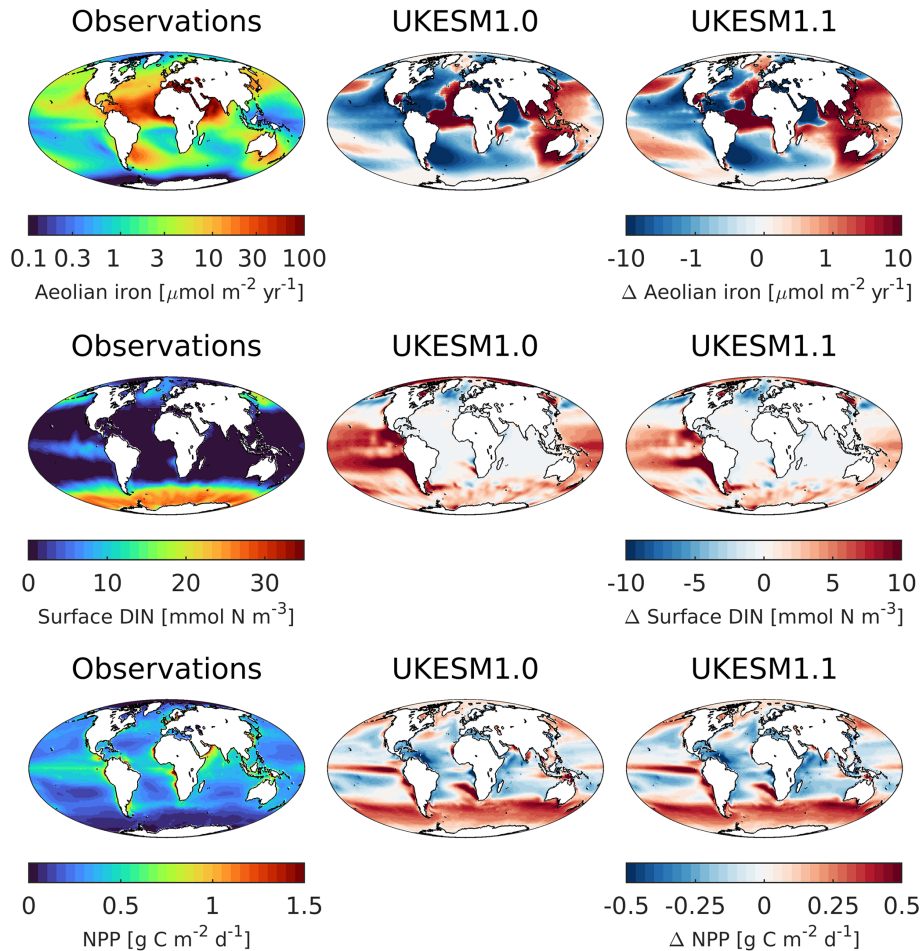 Observations UKESM1.0 UKESM1.1
0.1 0.3 1 3 10 30 100 -10 -1 0 1 10
Aeolian iron [μmol m⁻² yr⁻¹] Δ Aeolian iron [μmol m⁻² yr⁻¹]
Observations UKESM1.0 UKESM1.1
0 10 20 30 -10 -5 0 5 10
Surface DIN [mmol N m⁻³] Δ Surface DIN [mmol N m⁻³]
Observations UKESM1.0 UKESM1.1
0 0.5 1 1.5 -0.5 -0.25 0 0.25 0.5
NPP [g C m⁻² d⁻¹] Δ NPP [g C m⁻² d⁻¹]